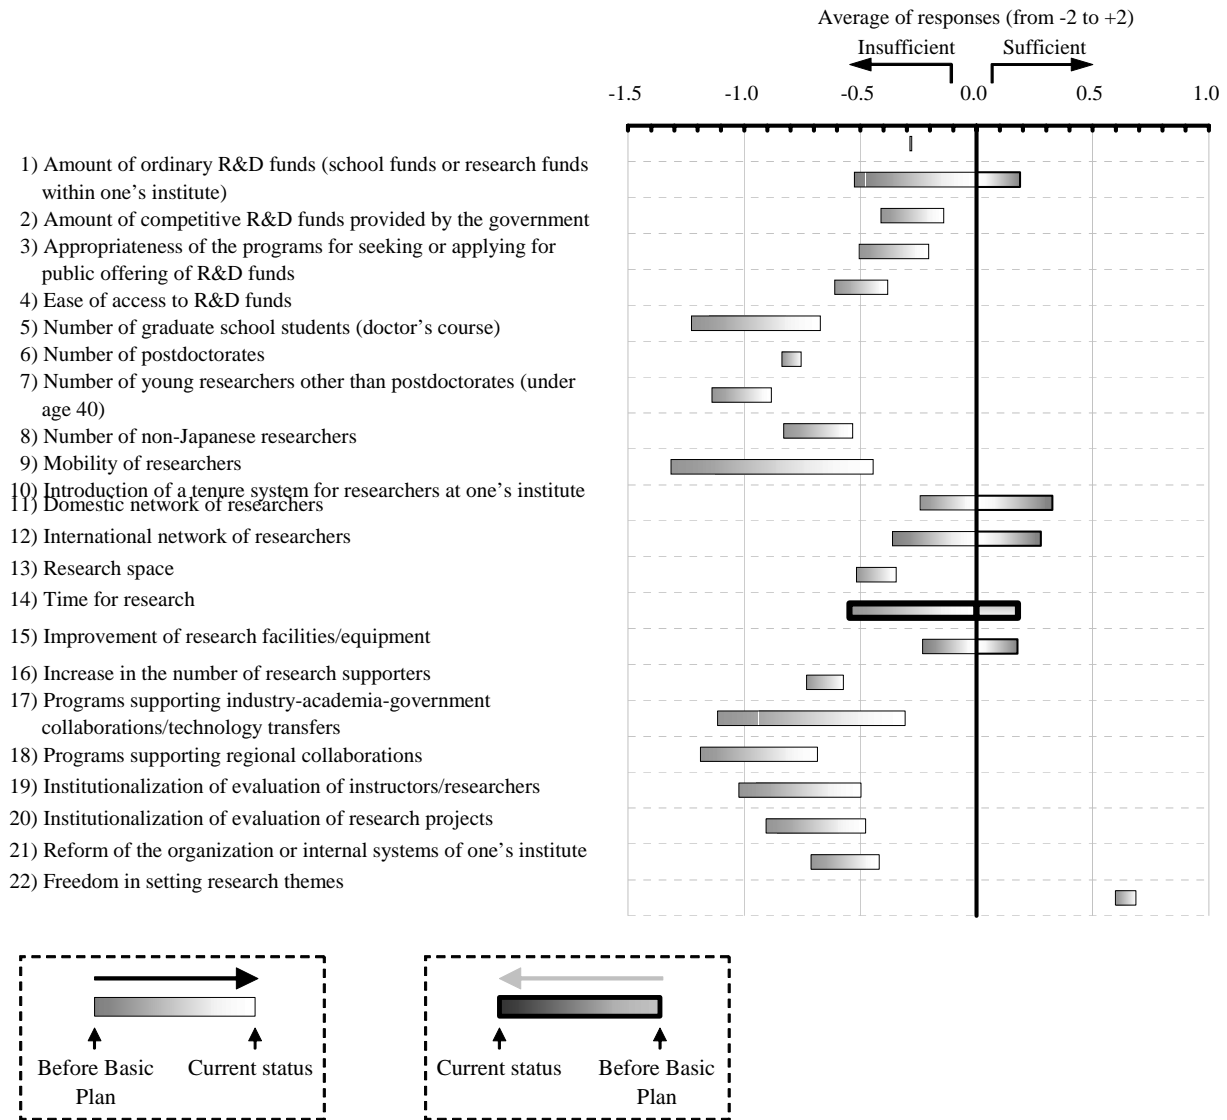 Average of responses (from -2 to +2)
Insufficient Sufficient
-1.5 -1.0 -0.5 0.0 0.5 1.0
1) Amount of ordinary R&D funds (school funds or research funds
within one’s institute)
2) Amount of competitive R&D funds provided by the government
3) Appropriateness of the programs for seeking or applying for
public offering of R&D funds
4) Ease of access to R&D funds
5) Number of graduate school students (doctor’s course)
6) Number of postdoctorates
7) Number of young researchers other than postdoctorates (under
age 40)
8) Number of non-Japanese researchers
9) Mobility of researchers
10) Introduction of a tenure system for researchers at one’s institute
11) Domestic network of researchers
12) International network of researchers
13) Research space
14) Time for research
15) Improvement of research facilities/equipment
16) Increase in the number of research supporters
17) Programs supporting industry-academia-government
collaborations/technology transfers
18) Programs supporting regional collaborations
19) Institutionalization of evaluation of instructors/researchers
20) Institutionalization of evaluation of research projects
21) Reform of the organization or internal systems of one’s institute
22) Freedom in setting research themes
Before Basic
Plan
Current status
Current status
Before Basic
Plan